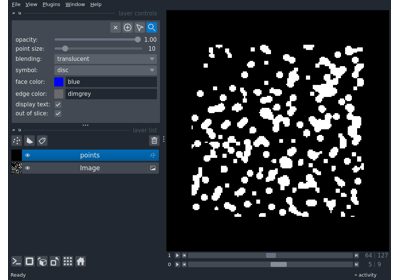 File View Plugins Window Help
layer controls
opacity: 1.00
point size: 10
blending: translucent
symbol: disc
face color: blue
edge color: dimgrey
display text:
out of slice:
layer list
points
Image
1 64 127
0 5 9
Ready activity